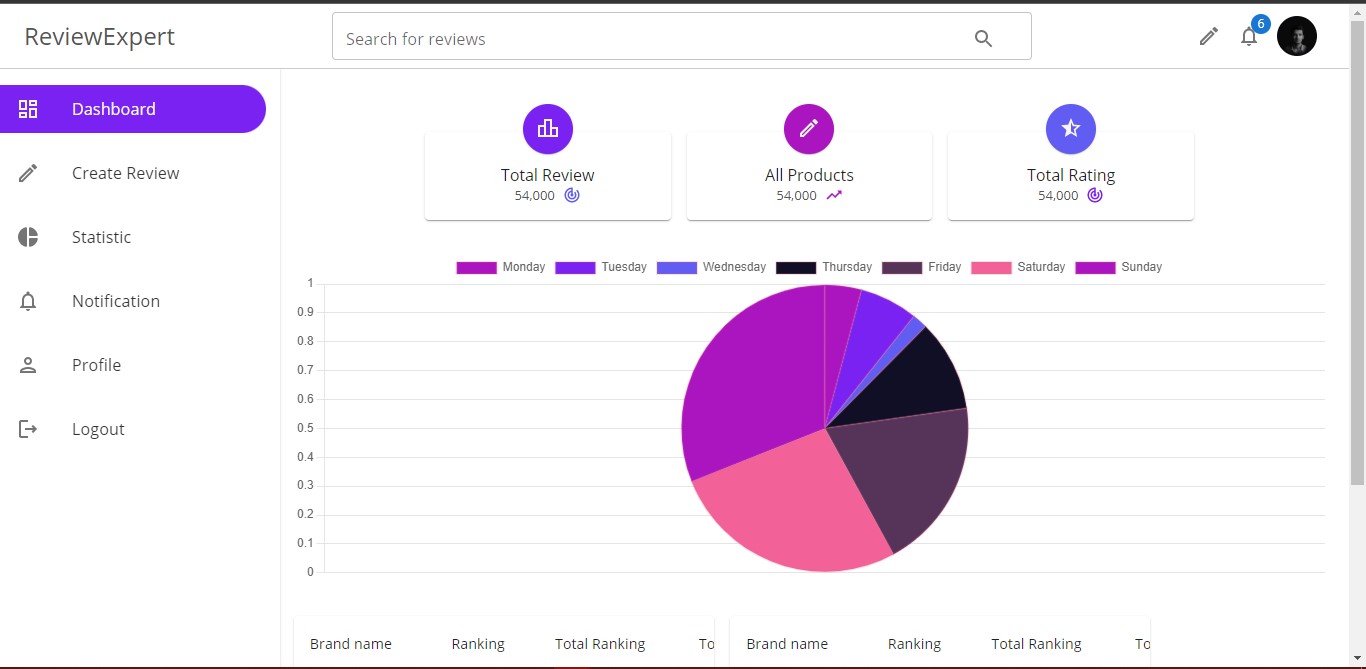 ReviewExpert
Search for reviews
6
Dashboard
Create Review
Statistic
Notification
Profile
Logout
Total Review
54,000
All Products
54,000
Total Rating
54,000
Monday Tuesday Wednesday Thursday Friday Saturday Sunday
1
0.9
0.8
0.7
0.6
0.5
0.4
0.3
0.2
0.1
0
Brand name Ranking Total Ranking To
Brand name Ranking Total Ranking To